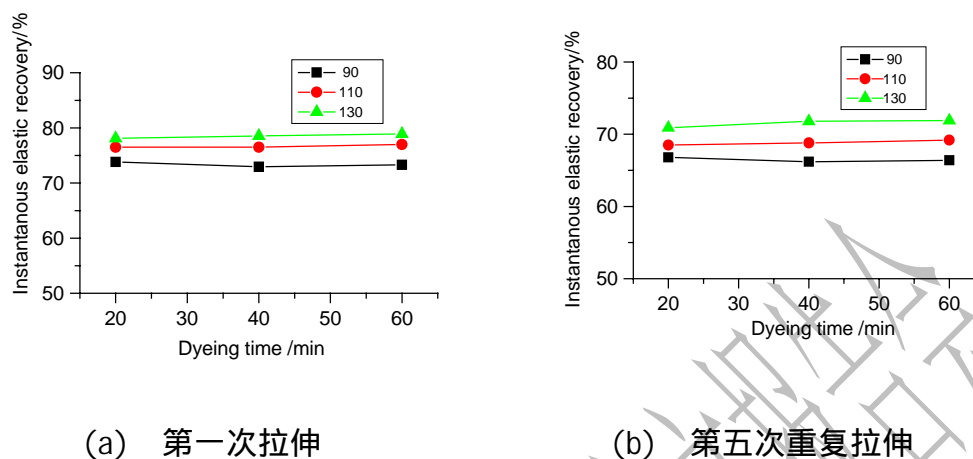 Instantanous elastic recovery/%
90
80
70
60
50
20 30 40 50 60
Dyeing time /min
90
110
130
(a) 第一次拉伸
Instantanous elastic recovery/%
80
70
60
50
20 30 40 50 60
Dyeing time /min
90
110
130
(b) 第五次重复拉伸